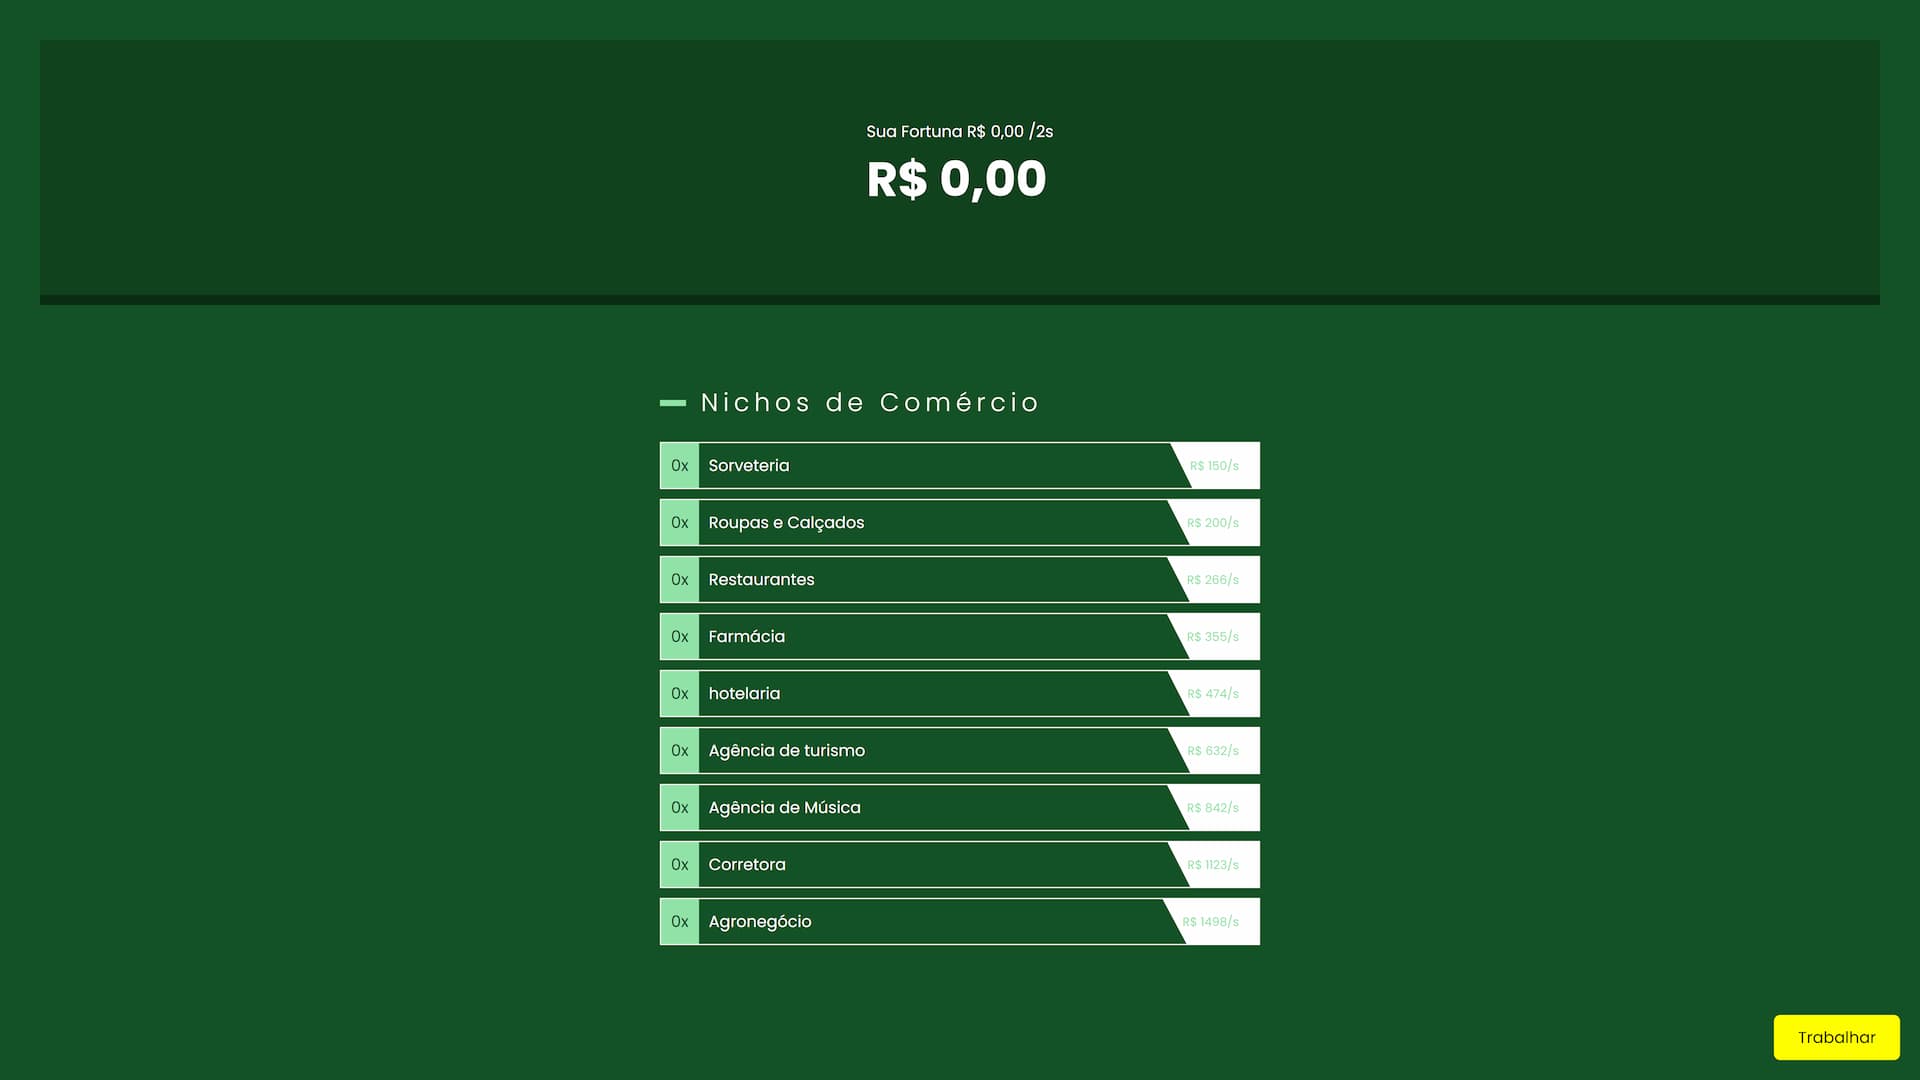 Sua Fortuna R$ 0,00 /2s
R$ 0,00
Nichos de Comércio
0x Sorveteria R$ 150/s
0x Roupas e Calçados R$ 200/s
0x Restaurantes R$ 266/s
0x Farmácia R$ 355/s
0x hotelaria R$ 474/s
0x Agência de turismo R$ 632/s
0x Agência de Música R$ 842/s
0x Corretora R$ 1123/s
0x Agronegócio R$ 1498/s
Trabalhar